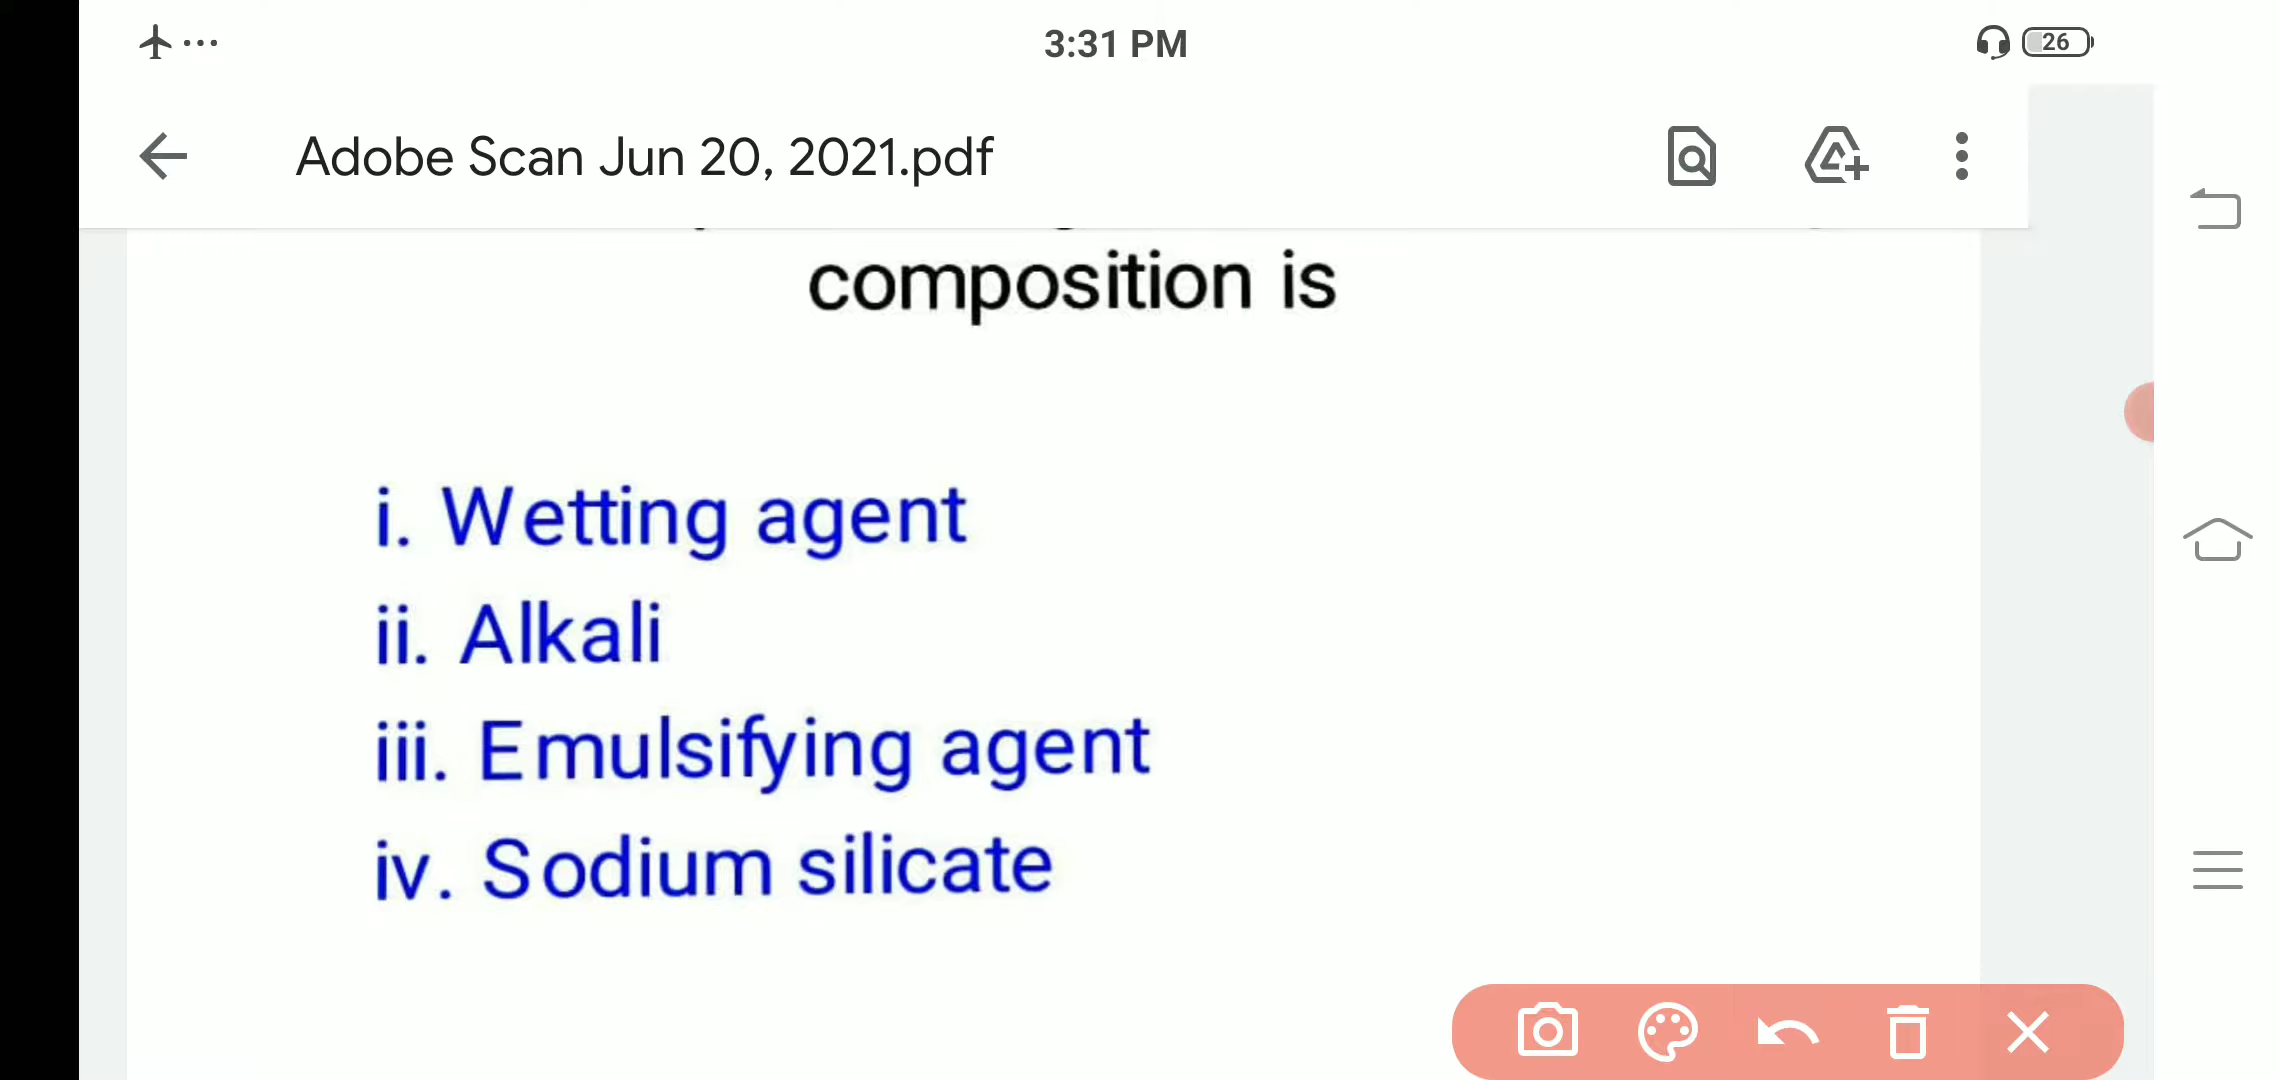 3:31 PM
26
Adobe Scan Jun 20, 2021.pdf
composition is
i. Wetting agent
ii. Alkali
iii. Emulsifying agent
iv. Sodium silicate